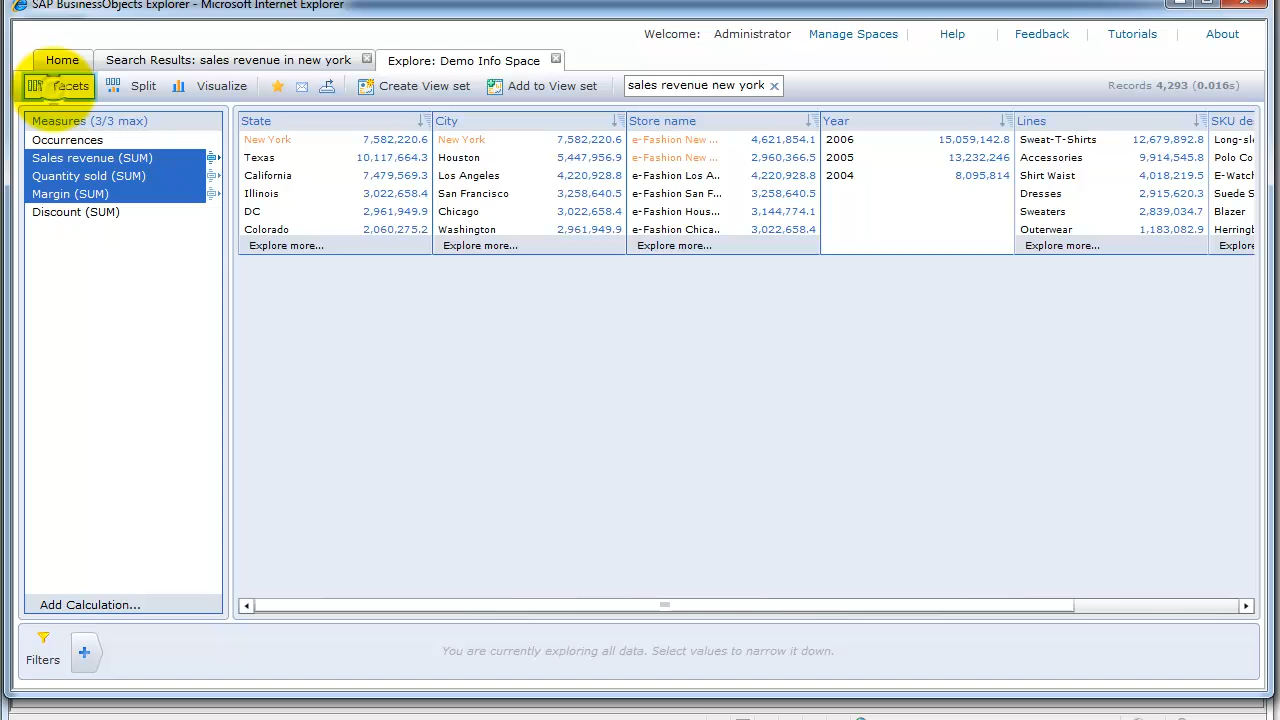 SAP BusinessObjects Explorer - Microsoft Internet Explorer
Welcome: Administrator Manage Spaces Help Feedback Tutorials About
Home Search Results: sales revenue in new york Explore: Demo Info Space
Facets Split Visualize Create View set Add to View set sales revenue new york Records 4,293 (0.016s)
Measures (3/3 max)
Occurrences
Sales revenue (SUM)
Quantity sold (SUM)
Margin (SUM)
Discount (SUM)
Add Calculation...
State
New York 7,582,220.6
Texas 10,117,664.3
California 7,479,569.3
Illinois 3,022,658.4
DC 2,961,949.9
Colorado 2,060,275.2
Explore more...
City
New York 7,582,220.6
Houston 5,447,956.9
Los Angeles 4,220,928.8
San Francisco 3,258,640.5
Chicago 3,022,658.4
Washington 2,961,949.9
Explore more...
Store name
e-Fashion New ... 4,621,854.1
e-Fashion New ... 2,960,366.5
e-Fashion Los A.. 4,220,928.8
e-Fashion San F... 3,258,640.5
e-Fashion Hous... 3,144,774.1
e-Fashion Chica.. 3,022,658.4
Explore more...
Year
2006 15,059,142.8
2005 13,232,246
2004 8,095,814
Lines
Sweat-T-Shirts 12,679,892.8
Accessories 9,914,545.8
Shirt Waist 4,018,219.5
Dresses 2,915,620.3
Sweaters 2,839,034.7
Outerwear 1,183,082.9
Explore more...
SKU de
Long-sl
Polo Co
E-Watch
Suede S
Blazer
Herring
Explore
Filters
You are currently exploring all data. Select values to narrow it down.